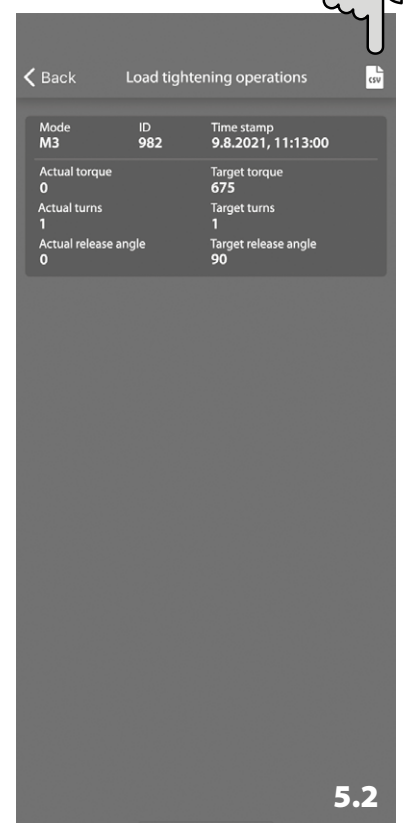 Back Load tightening operations CSV
Mode ID Time stamp
M3 982 9.8.2021, 11:13:00
Actual torque Target torque
0 675
Actual turns Target turns
1 1
Actual release angle Target release angle
0 90
5.2